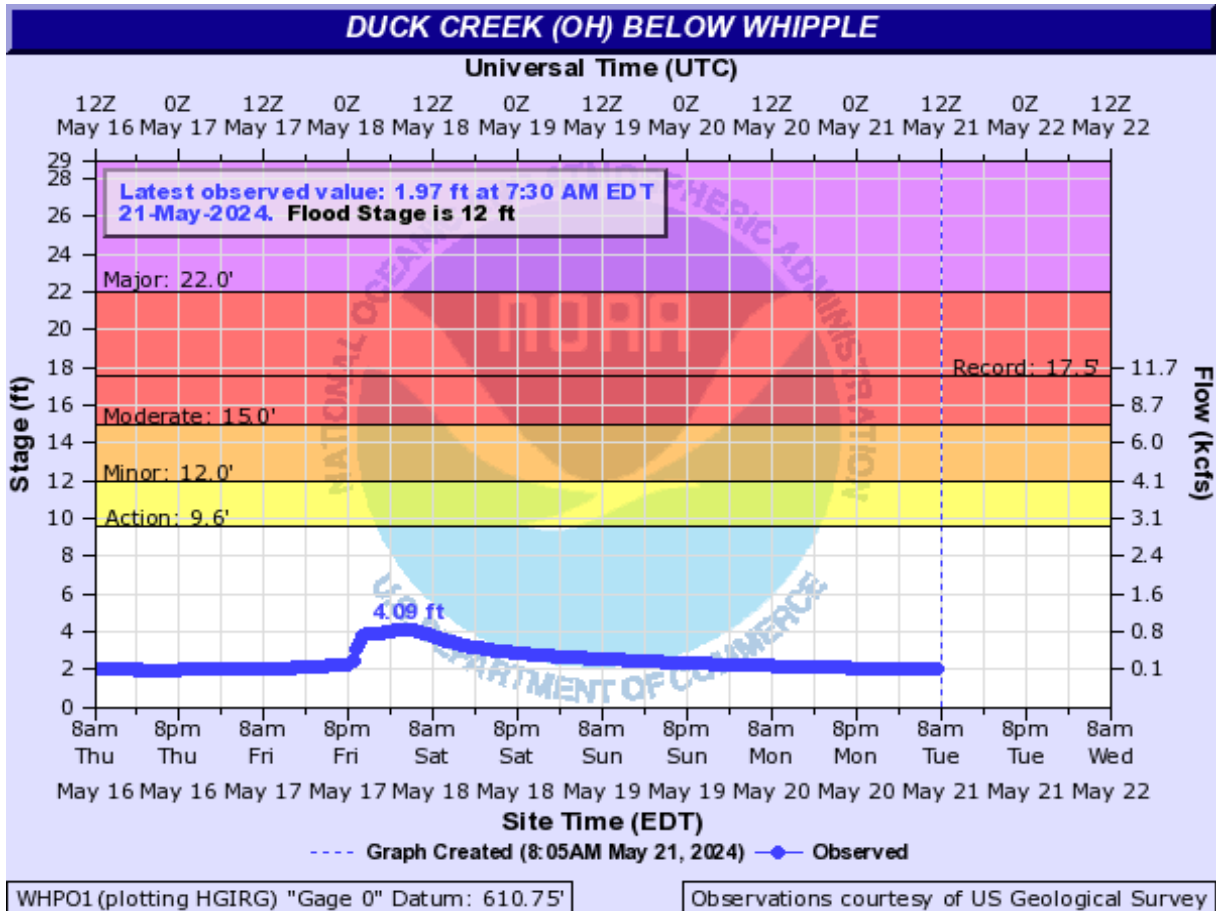 DUCK CREEK (OH) BELOW WHIPPLE
Universal Time (UTC)
12Z 0Z 12Z 0Z 12Z 0Z 12Z 0Z 12Z 0Z 12Z 0Z 12Z
May 16 May 17 May 17 May 18 May 18 May 19 May 19 May 20 May 20 May 21 May 21 May 22 May 22
Latest observed value: 1.97 ft at 7:30 AM EDT
21-May-2024. Flood Stage is 12 ft
NATIONAL OCEANIC AND ATMOSPHERIC ADMINISTRATION
NOAA
U.S. DEPARTMENT OF COMMERCE
Stage (ft)
29
28
26
24
22
20
18
16
14
12
10
8
6
4
2
0
Major: 22.0'
Record: 17.5'
Moderate: 15.0'
Minor: 12.0'
Action: 9.6'
4.09 ft
11.7
8.7
6.0
4.1
3.1
2.4
1.6
0.8
0.1
Flow (kcfs)
8am 8pm 8am 8pm 8am 8pm 8am 8pm 8am 8pm 8am 8pm 8am
Thu Thu Fri Fri Sat Sat Sun Sun Mon Mon Tue Tue Wed
May 16 May 16 May 17 May 17 May 18 May 18 May 19 May 19 May 20 May 20 May 21 May 21 May 22
Site Time (EDT)
Graph Created (8:05AM May 21, 2024) Observed
WHPO1 (plotting HGIRG) "Gage 0" Datum: 610.75'
Observations courtesy of US Geological Survey